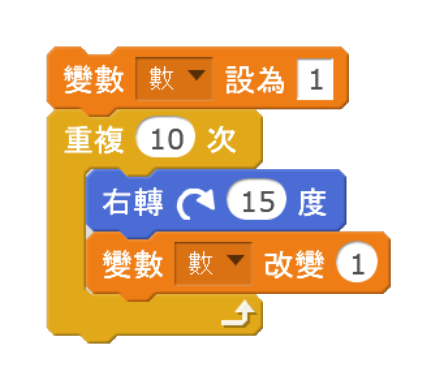 變數 數 設為 1
重複 10 次
右轉 15 度
變數 數 改變 1